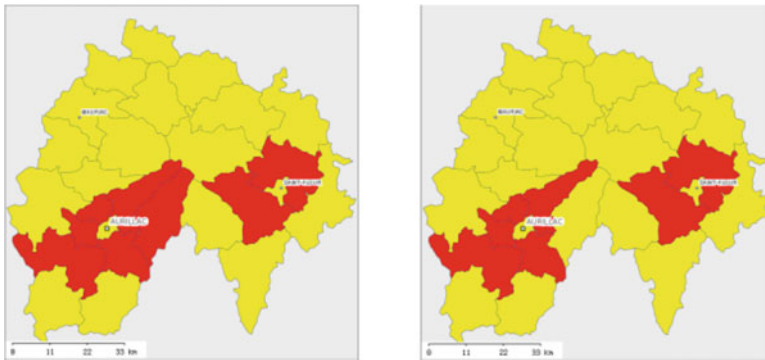 MAURIAC
SAINT-FLOUR
AURILLAC
0 11 22 33 km
MAURIAC
SAINT-FLOUR
AURILLAC
0 11 22 33 km